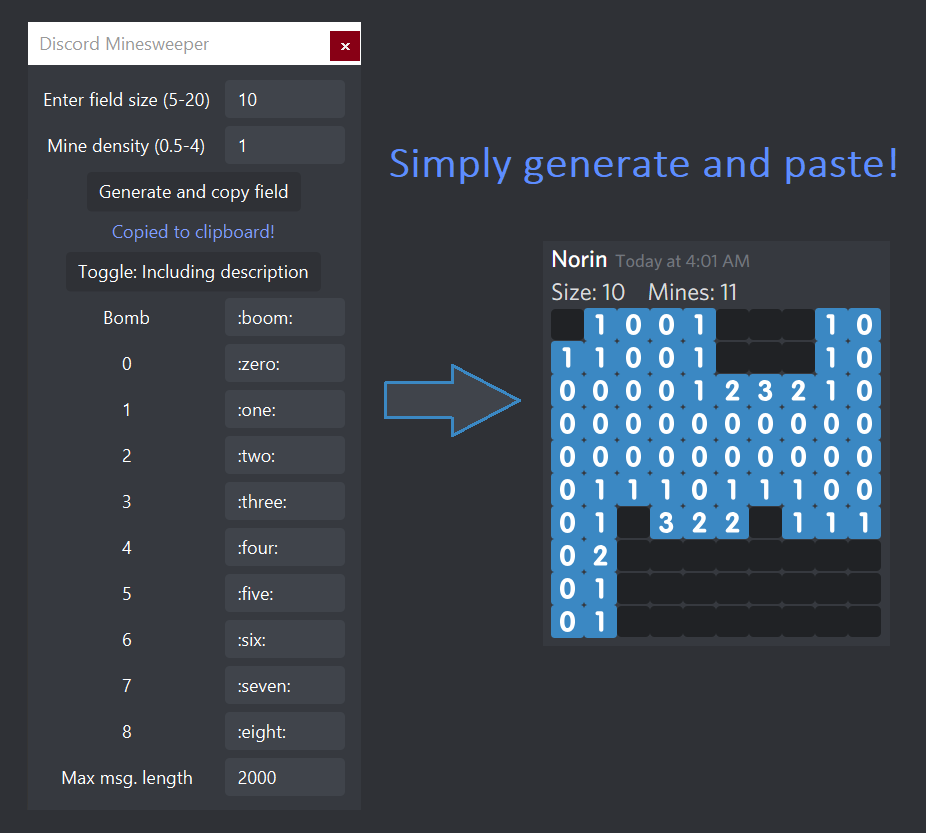 Discord Minesweeper
x
Enter field size (5-20) 10
Mine density (0.5-4) 1
Generate and copy field
Copied to clipboard!
Toggle: Including description
Bomb :boom:
0 :zero:
1 :one:
2 :two:
3 :three:
4 :four:
5 :five:
6 :six:
7 :seven:
8 :eight:
Max msg. length 2000
Simply generate and paste!
Norin Today at 4:01 AM
Size: 10 Mines: 11
1 0 0 1 1 0
1 1 0 0 1 1 0
0 0 0 0 1 2 3 2 1 0
0 0 0 0 0 0 0 0 0 0
0 0 0 0 0 0 0 0 0 0
0 1 1 1 0 1 1 1 0 0
0 1 3 2 2 1 1 1
0 2
0 1
0 1